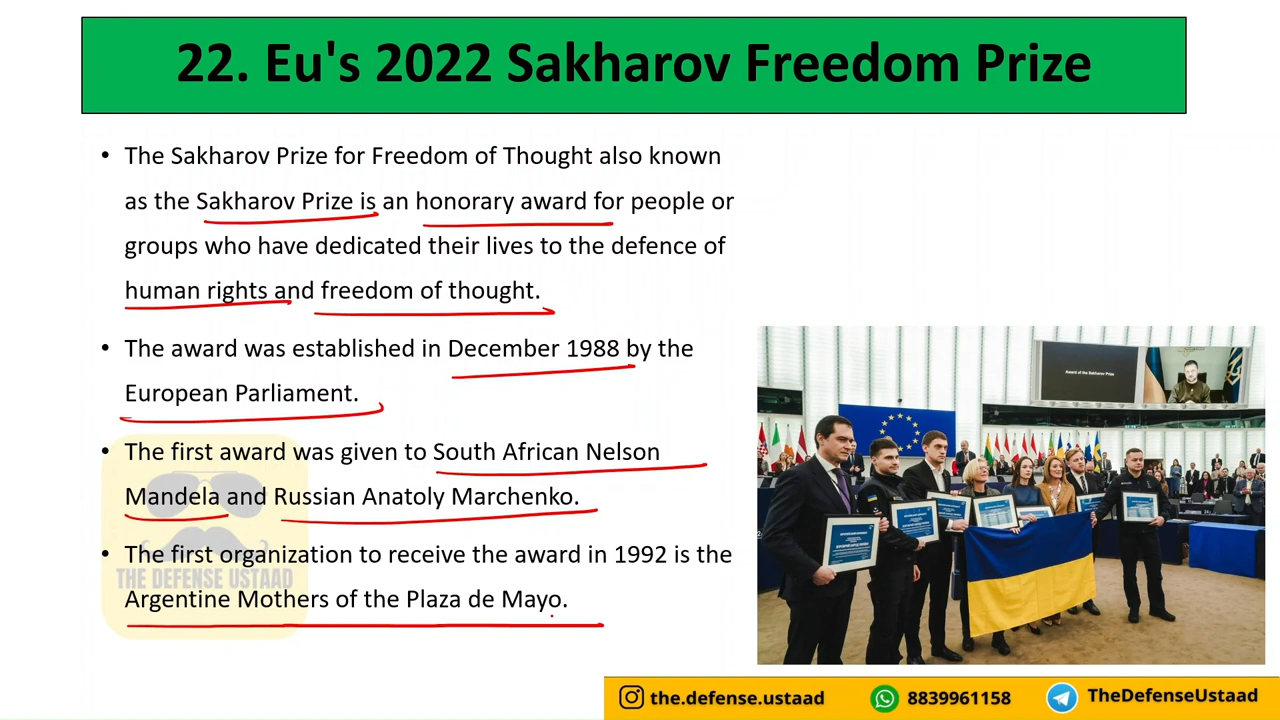 22. Eu's 2022 Sakharov Freedom Prize
• The Sakharov Prize for Freedom of Thought also known
as the Sakharov Prize is an honorary award for people or
groups who have dedicated their lives to the defence of
human rights and freedom of thought.
• The award was established in December 1988 by the
European Parliament.
• The first award was given to South African Nelson
Mandela and Russian Anatoly Marchenko.
• The first organization to receive the award in 1992 is the
Argentine Mothers of the Plaza de Mayo.
THE DEFENSE USTAAD
Award of the Sakharov Prize
the.defense.ustaad
8839961158
TheDefenseUstaad